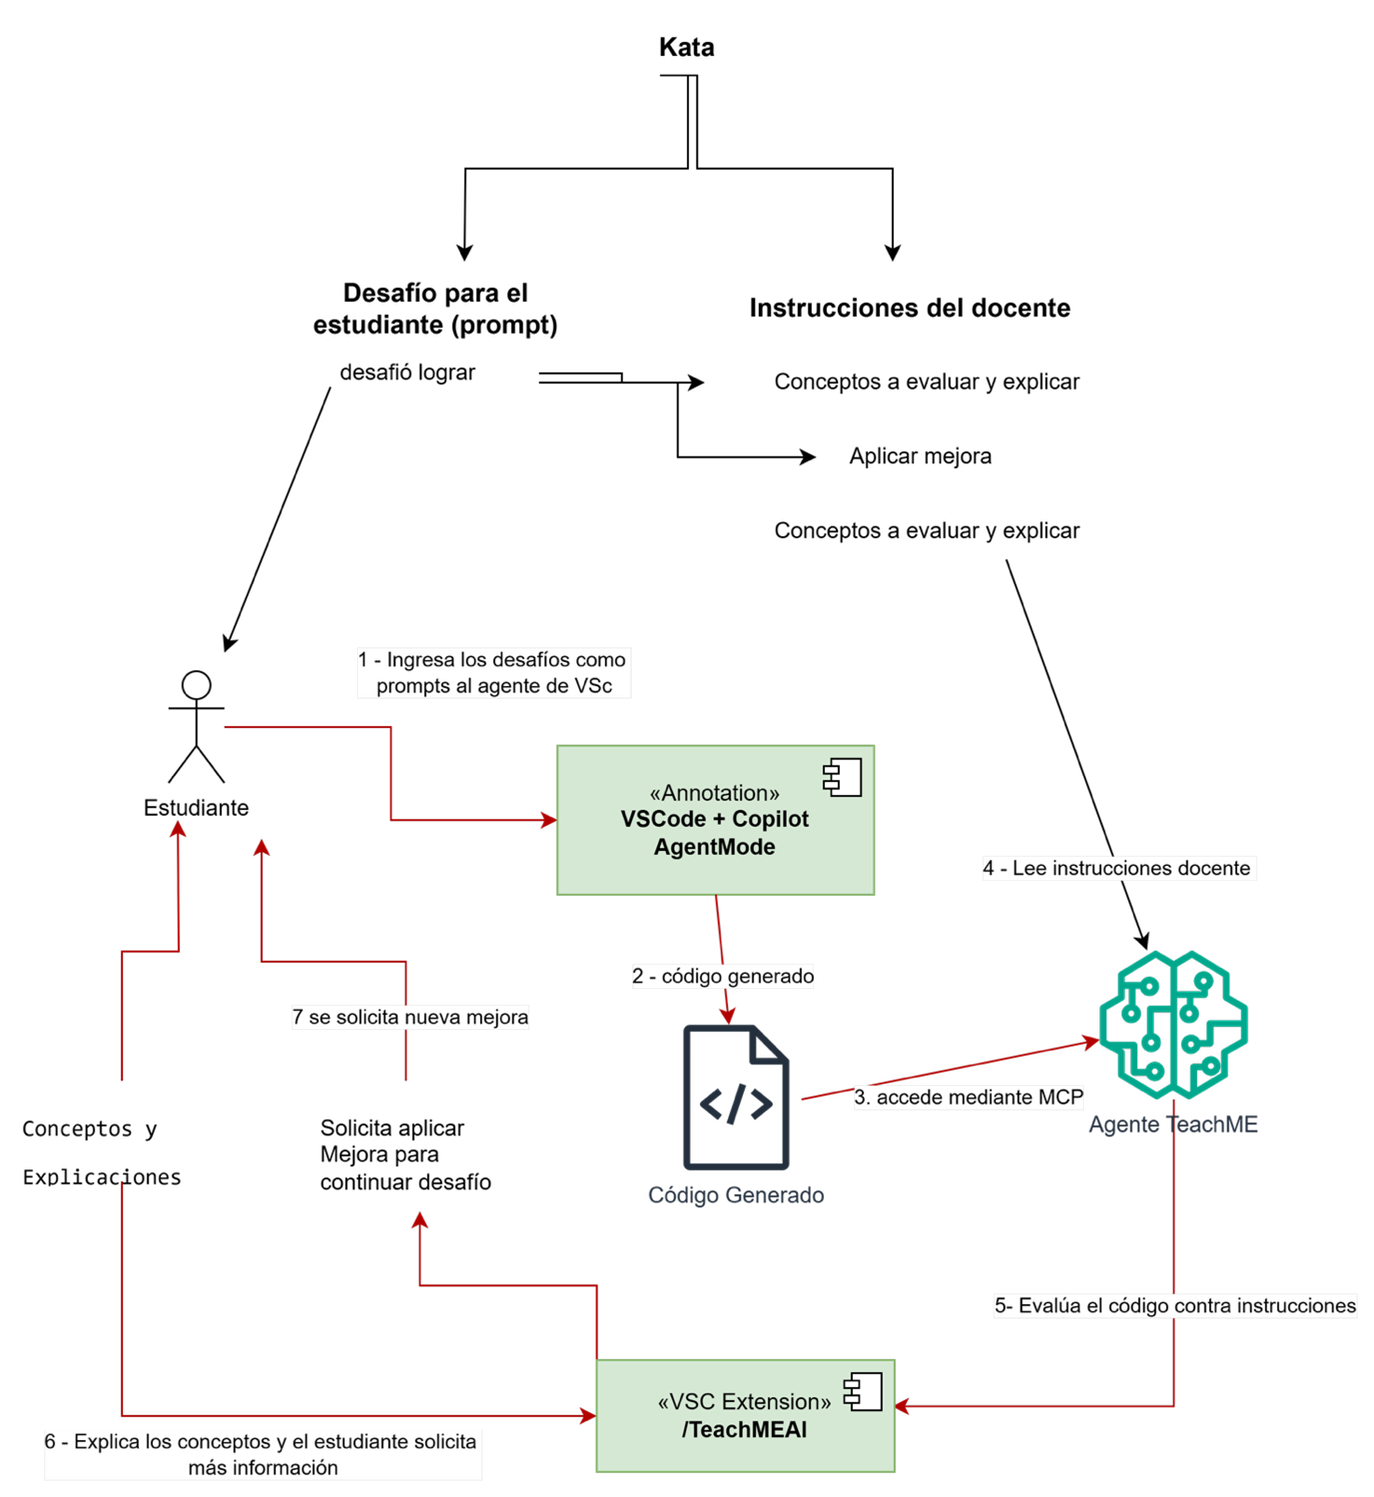 Kata
Desafío para el
estudiante (prompt)
desafió lograr
Instrucciones del docente
Conceptos a evaluar y explicar
Aplicar mejora
Conceptos a evaluar y explicar
1 - Ingresa los desafíos como
prompts al agente de VSc
Estudiante
«Annotation»
VSCode + Copilot
AgentMode
4 - Lee instrucciones docente
2 - código generado
7 se solicita nueva mejora
3. accede mediante MCP
Agente TeachME
Conceptos y
Explicaciones
Solicita aplicar
Mejora para
continuar desafío
</>
Código Generado
5- Evalúa el código contra instrucciones
«VSC Extension»
/TeachMEAI
6 - Explica los conceptos y el estudiante solicita
más información